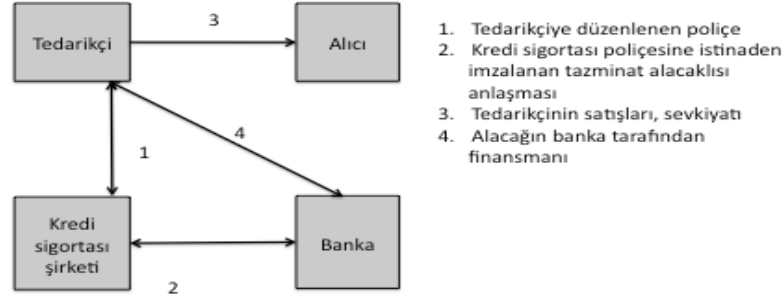 Tedarikçi
3
Alıcı
4
1
Kredi
sigortası
şirketi
2
Banka
1. Tedarikçiye düzenlenen poliçe
2. Kredi sigortası poliçesine istinaden
imzalanan tazminat alacaklısı
anlaşması
3. Tedarikçinin satışları, sevkiyatı
4. Alacağın banka tarafından
finansmanı